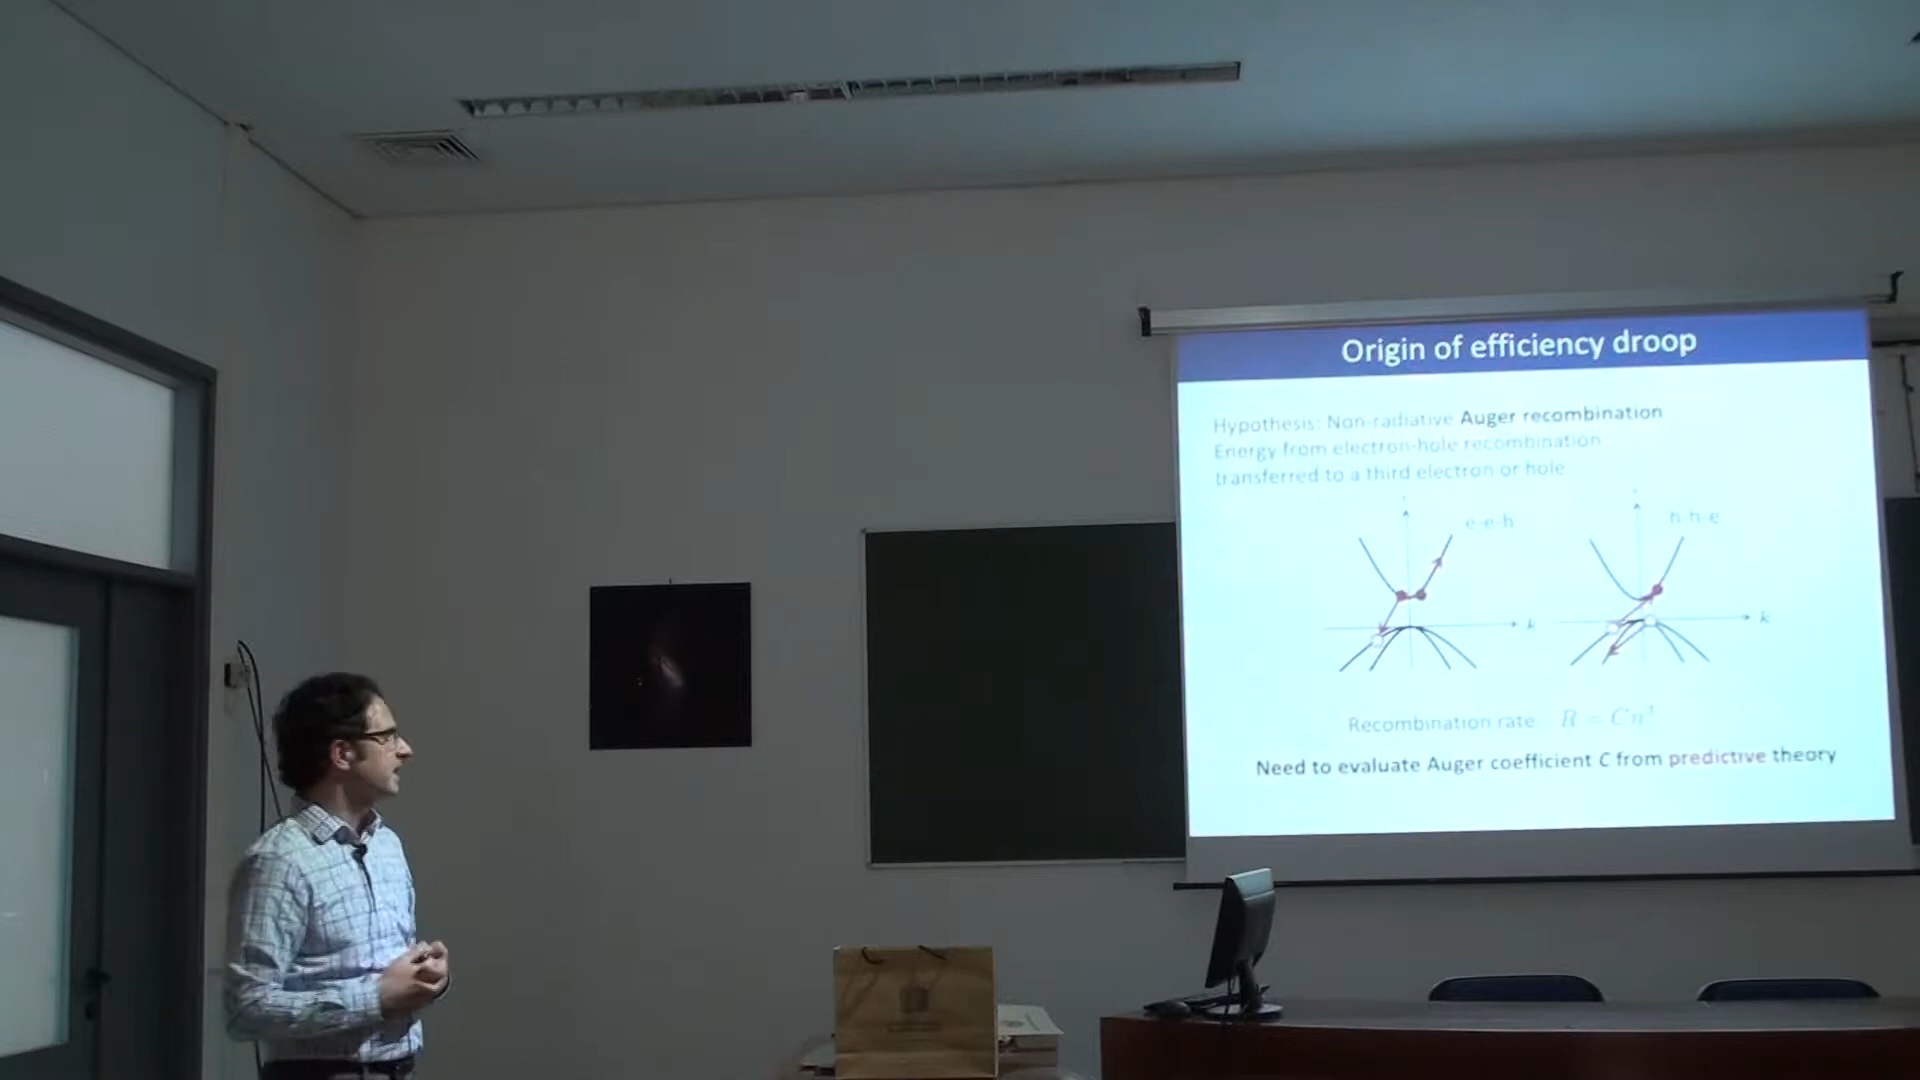 Origin of efficiency droop
Hypothesis: Non-radiative Auger recombination
Energy from electron-hole recombination
transferred to a third electron or hole
e-e-h
h-h-e
k
k
Recombination rate R = Cn³
Need to evaluate Auger coefficient C from predictive theory